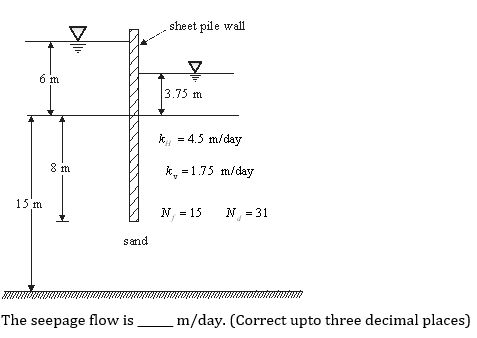 sheet pile wall
6 m
3.75 m
k_H = 4.5 m/day
8 m
k_v = 1.75 m/day
15 m
N_f = 15 N_d = 31
sand
The seepage flow is _____ m/day. (Correct upto three decimal places)